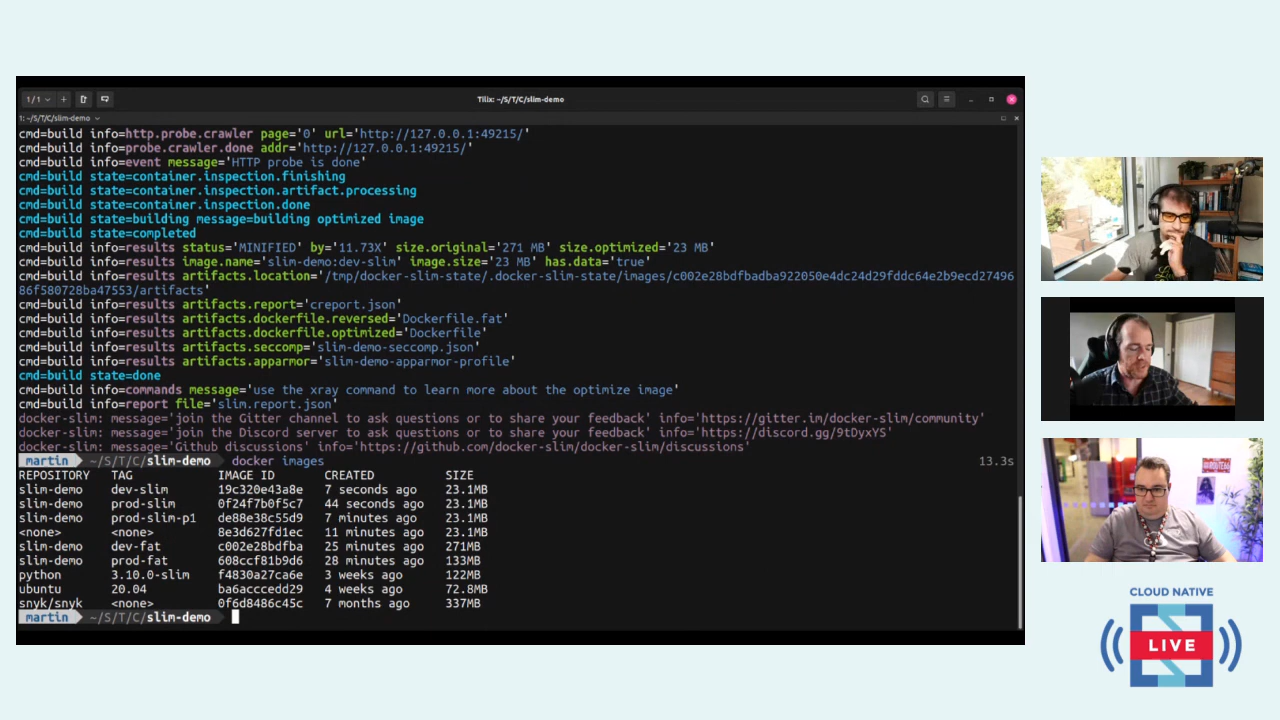 1/1
Tilix: ~/S/T/C/slim-demo
1: ~/S/T/C/slim-demo
cmd=build info=http.probe.crawler page='0' url='http://127.0.0.1:49215/'
cmd=build info=probe.crawler.done addr='http://127.0.0.1:49215/'
cmd=build info=event message='HTTP probe is done'
cmd=build state=container.inspection.finishing
cmd=build state=container.inspection.artifact.processing
cmd=build state=container.inspection.done
cmd=build state=building message=building optimized image
cmd=build state=completed
cmd=build info=results status='MINIFIED' by='11.73X' size.original='271 MB' size.optimized='23 MB'
cmd=build info=results image.name='slim-demo:dev-slim' image.size='23 MB' has.data='true'
cmd=build info=results artifacts.location='/tmp/docker-slim-state/.docker-slim-state/images/c002e28bdfbadba922050e4dc24d29fddc64e2b9ecd27496
86f580728ba47553/artifacts'
cmd=build info=results artifacts.report='creport.json'
cmd=build info=results artifacts.dockerfile.reversed='Dockerfile.fat'
cmd=build info=results artifacts.dockerfile.optimized='Dockerfile'
cmd=build info=results artifacts.seccomp='slim-demo-seccomp.json'
cmd=build info=results artifacts.apparmor='slim-demo-apparmor-profile'
cmd=build state=done
cmd=build info=commands message='use the xray command to learn more about the optimize image'
cmd=build info=report file='slim.report.json'
docker-slim: message='join the Gitter channel to ask questions or to share your feedback' info='https://gitter.im/docker-slim/community'
docker-slim: message='join the Discord server to ask questions or to share your feedback' info='https://discord.gg/9tDyxYS'
docker-slim: message='Github discussions' info='https://github.com/docker-slim/docker-slim/discussions'
martin ~/S/T/C/slim-demo docker images 13.3s
REPOSITORY TAG IMAGE ID CREATED SIZE
slim-demo dev-slim 19c320e43a8e 7 seconds ago 23.1MB
slim-demo prod-slim 0f24f7b0f5c7 44 seconds ago 23.1MB
slim-demo prod-slim-p1 de88e38c55d9 7 minutes ago 23.1MB
<none> <none> 8e3d627fd1ec 11 minutes ago 23.1MB
slim-demo dev-fat c002e28bdfba 25 minutes ago 271MB
slim-demo prod-fat 608ccf81b9d6 28 minutes ago 133MB
python 3.10.0-slim f4830a27ca6e 3 weeks ago 122MB
ubuntu 20.04 ba6acccedd29 4 weeks ago 72.8MB
snyk/snyk <none> 0f6d8486c45c 7 months ago 337MB
martin ~/S/T/C/slim-demo
CLOUD NATIVE
LIVE